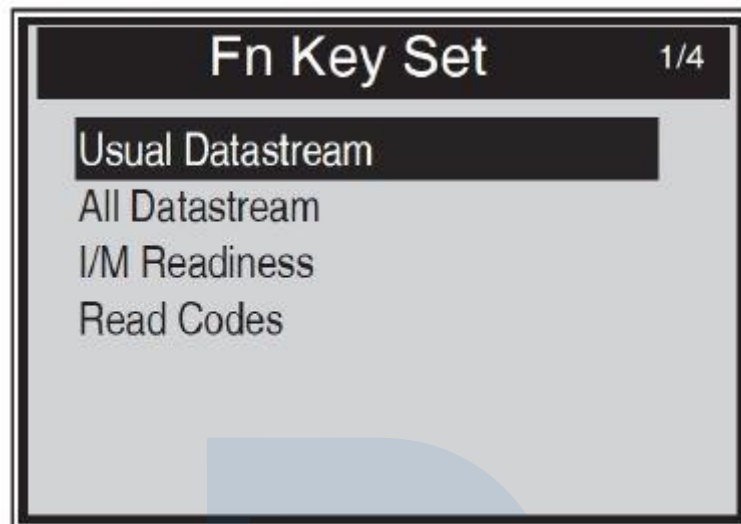 Fn Key Set 1/4
Usual Datastream
All Datastream
I/M Readiness
Read Codes